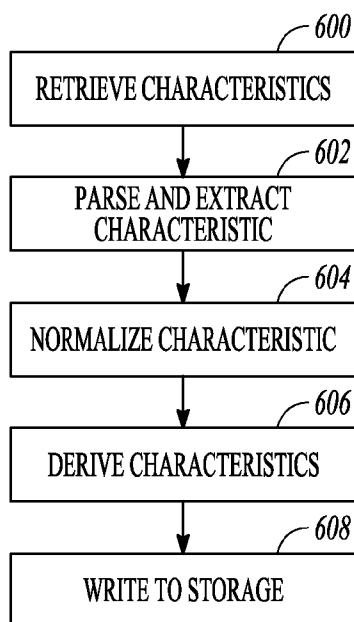 600
RETRIEVE CHARACTERISTICS
602
PARSE AND EXTRACT
CHARACTERISTIC
604
NORMALIZE CHARACTERISTIC
606
DERIVE CHARACTERISTICS
608
WRITE TO STORAGE